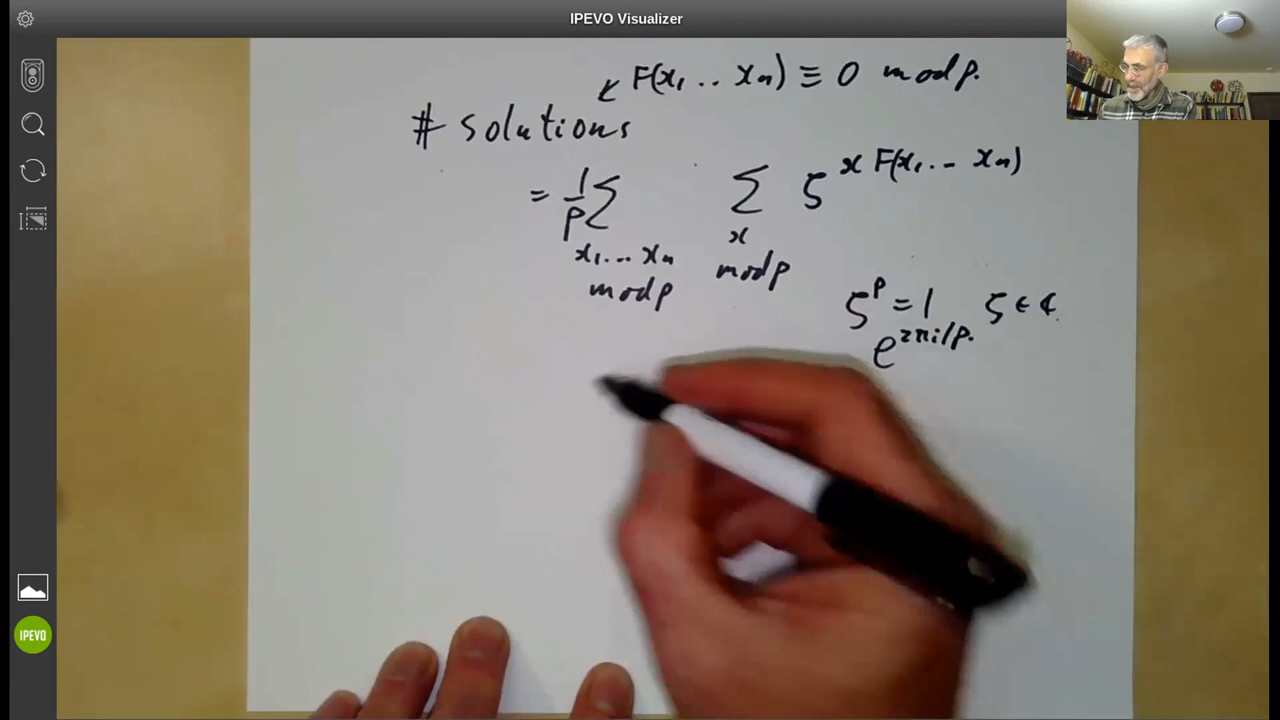 IPEVO Visualizer
F(x₁ .. xₙ) ≡ 0 mod p.
# solutions
= 1/p Σ Σ ζ^x F(x₁ .. xₙ)
x₁ ... xₙ x
mod p mod p
ζ^p = 1 ζ ∈ ℂ.
e^2πi/p.
IPEVO